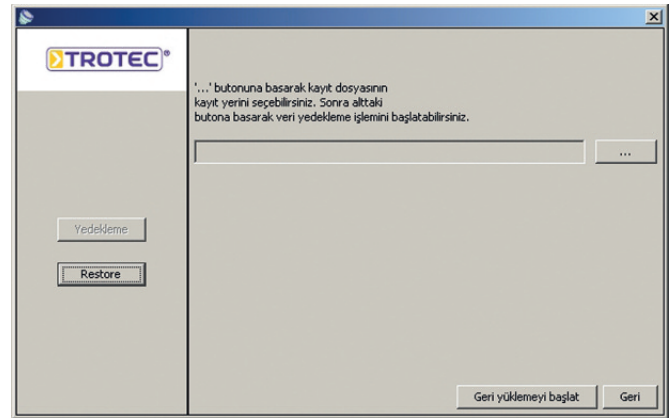 TROTEC®
'...' butonuna basarak kayıt dosyasının
kayıt yerini seçebilirsiniz. Sonra alttaki
butona basarak veri yedekleme işlemini başlatabilirsiniz.
...
Yedekleme
Restore
Geri yüklemeyi başlat
Geri